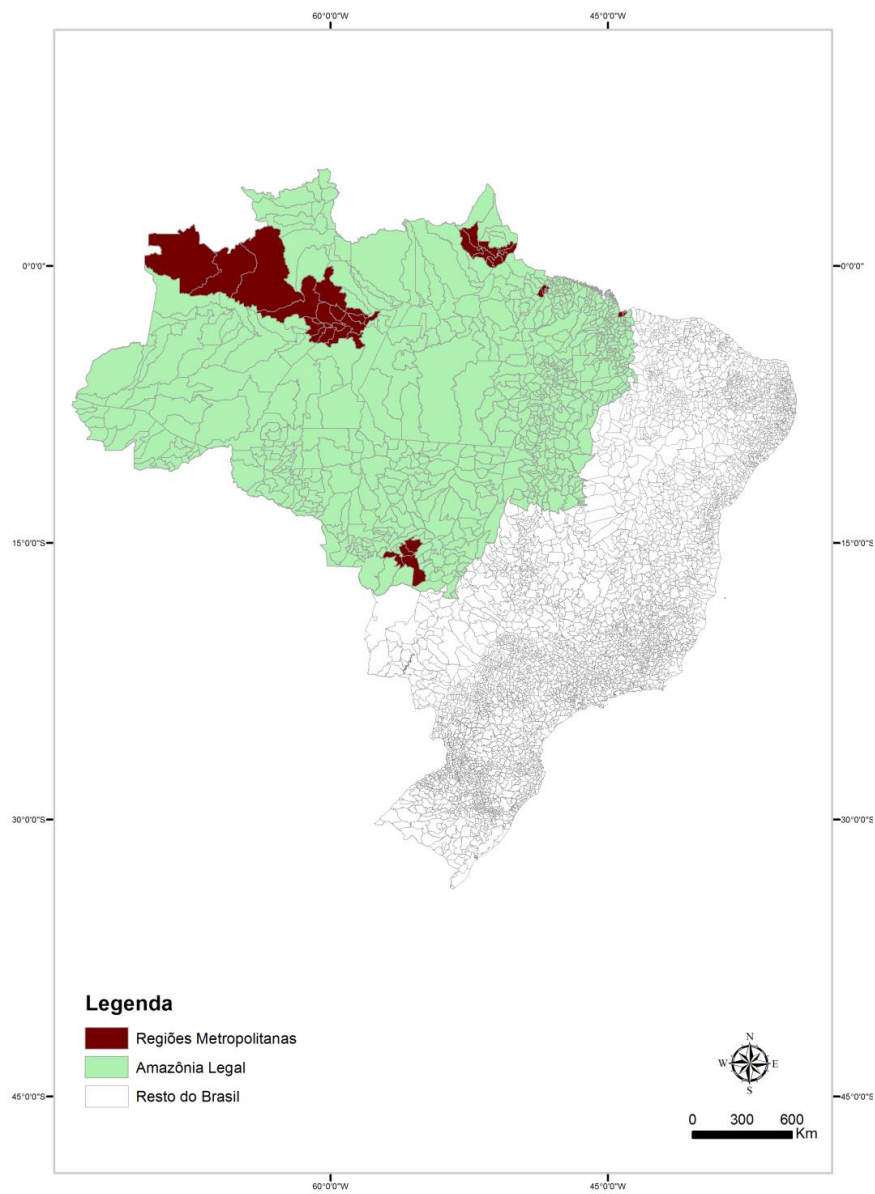 60°0'0"W 45°0'0"W
0°0'0" 0°0'0"
15°0'0"S 15°0'0"S
30°0'0"S 30°0'0"S
Legenda
Regiões Metropolitanas
Amazônia Legal
Resto do Brasil
N
W E
S
0 300 600
Km
45°0'0"S 45°0'0"S
60°0'0"W 45°0'0"W